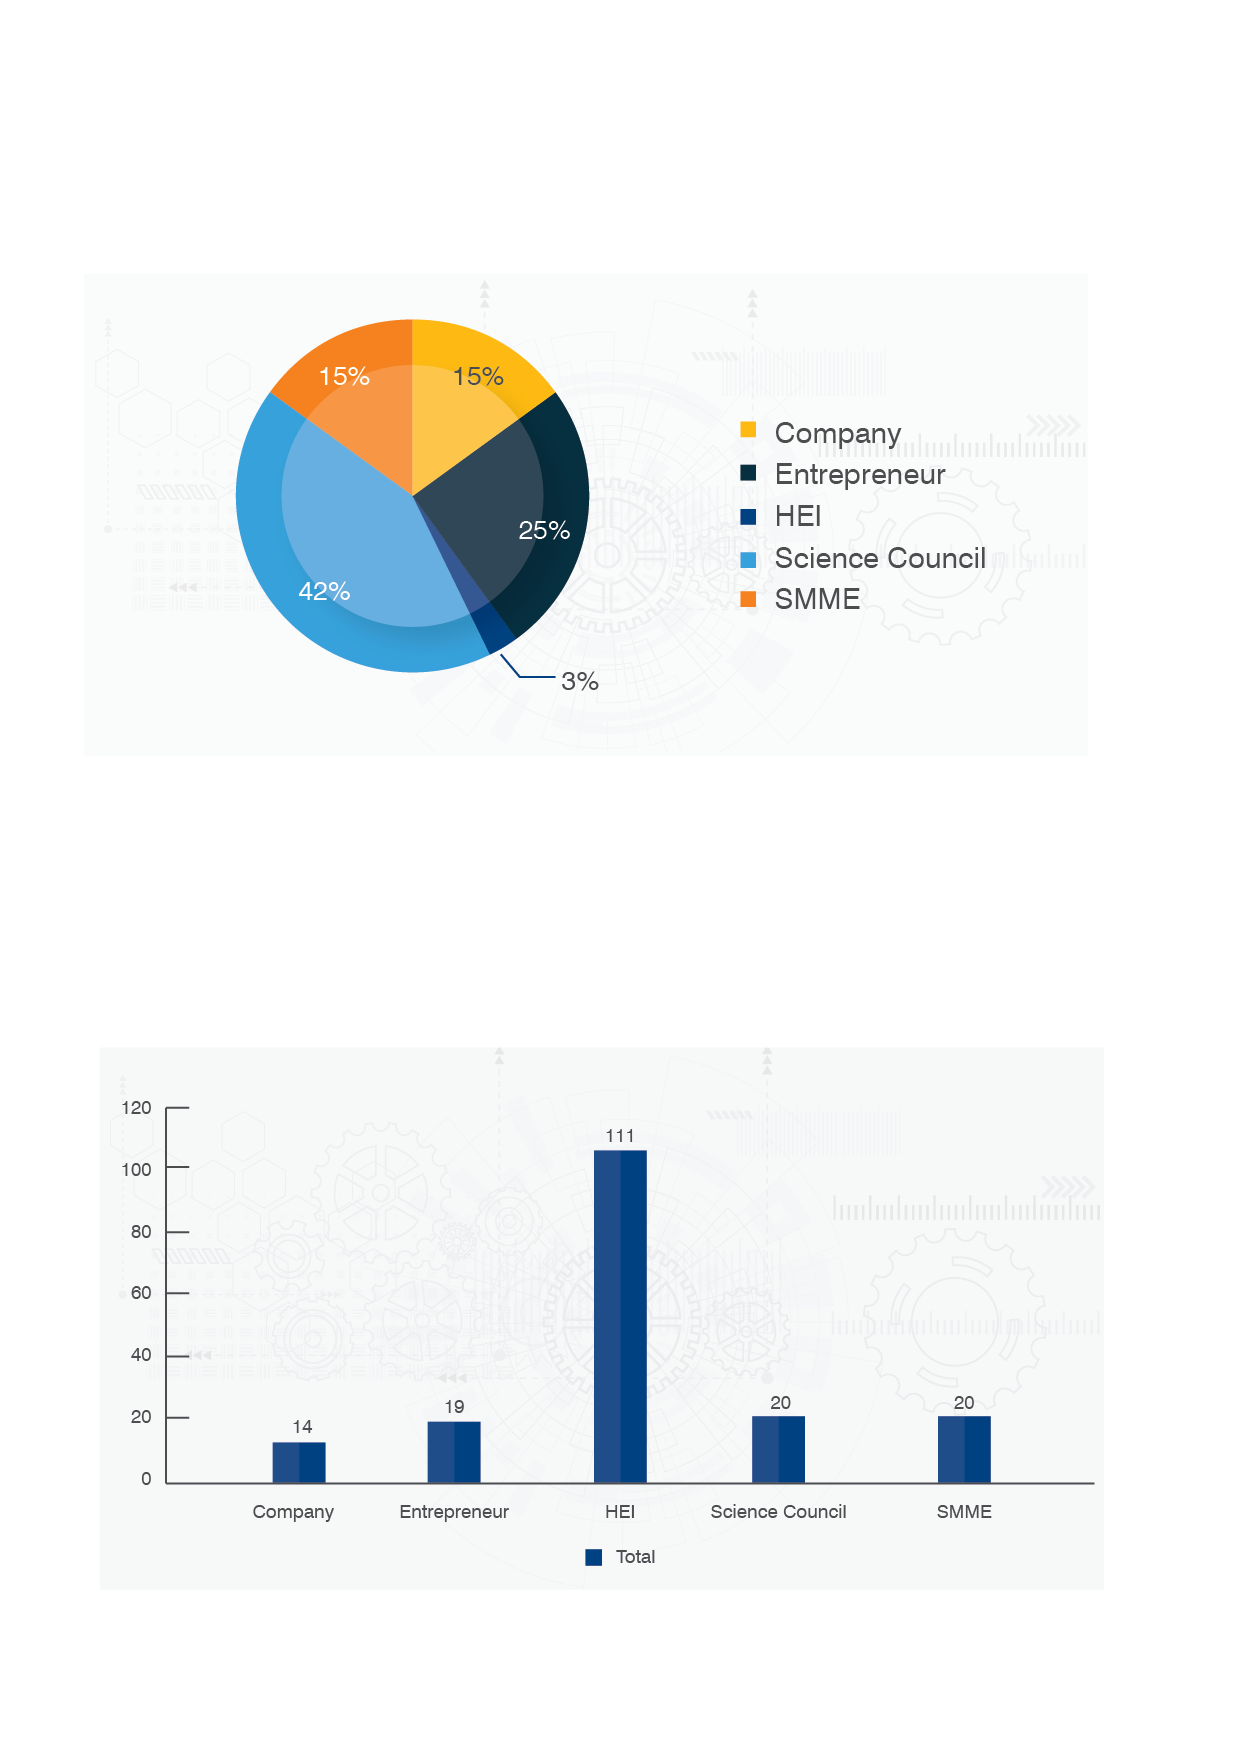 15%
15%
25%
42%
3%
Company
Entrepreneur
HEI
Science Council
SMME
120
100
80
60
40
20
0
14
19
111
20
20
Company Entrepreneur HEI Science Council SMME
Total